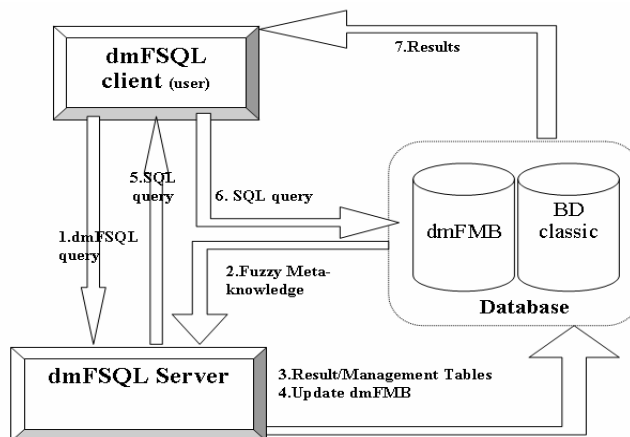 dmFSQL
client (user)
7.Results
5.SQL
query
6. SQL query
1.dmFSQL
query
dmFMB
BD
classic
2.Fuzzy Meta-
knowledge
Database
dmFSQL Server
3.Result/Management Tables
4.Update dmFMB